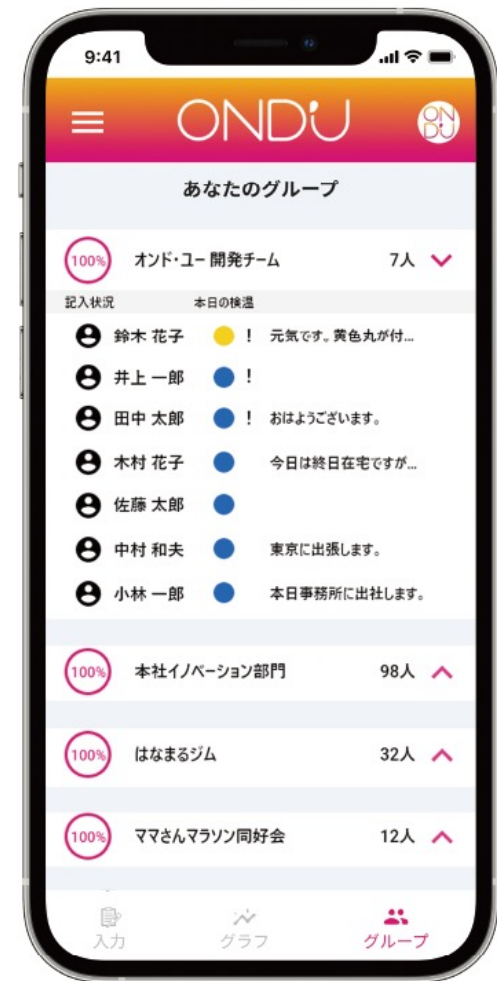 9:41
ONDU
ON
DU
あなたのグループ
100% オンド・ユー 開発チーム 7人
記入状況 本日の検温
鈴木 花子 ! 元気です。黄色丸が付...
井上 一郎 !
田中 太郎 ! おはようございます。
木村 花子 今日は終日在宅ですが...
佐藤 太郎
中村 和夫 東京に出張します。
小林 一郎 本日事務所に出社します。
100% 本社イノベーション部門 98人
100% はなまるジム 32人
100% ママさんマラソン同好会 12人
入力 グラフ グループ